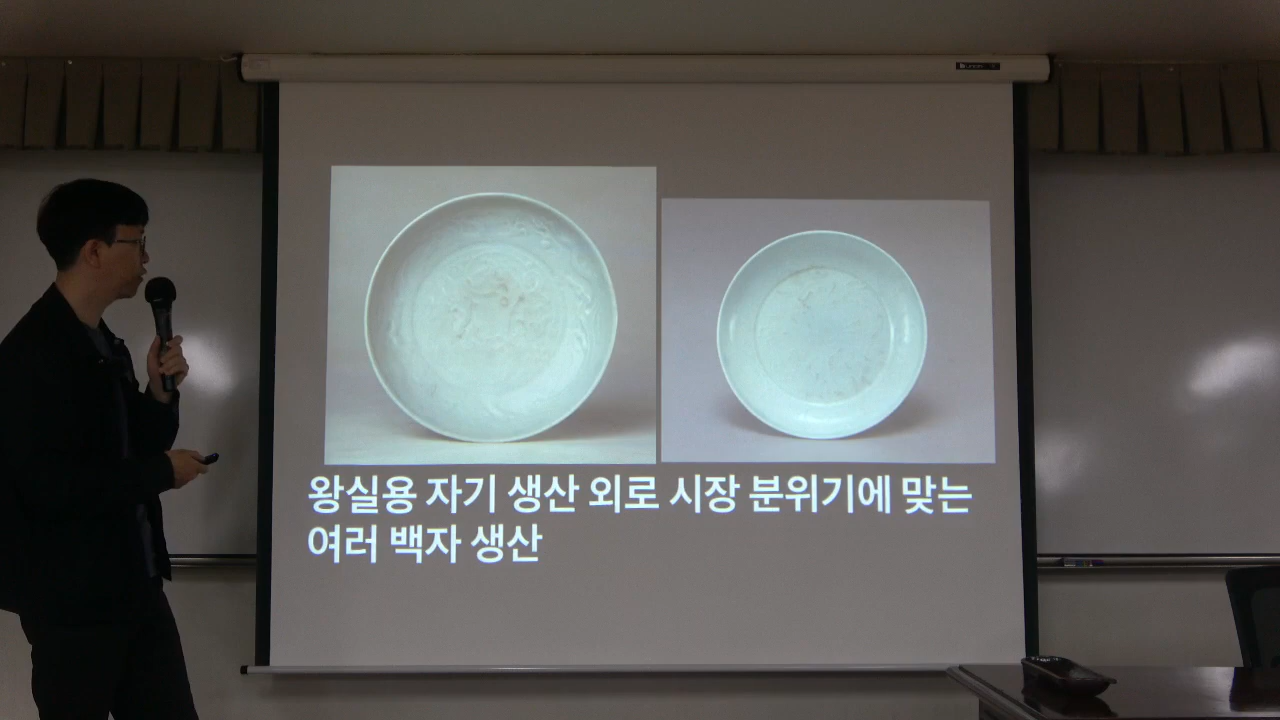 왕실용 자기 생산 외로 시장 분위기에 맞는
여러 백자 생산